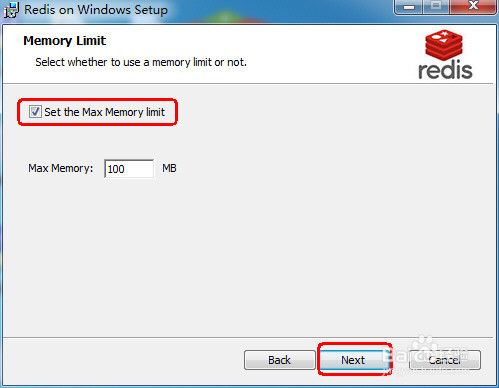 Redis on Windows Setup
Memory Limit
Select whether to use a memory limit or not.
redis
Set the Max Memory limit
Max Memory: 100 MB
Back Next Cancel